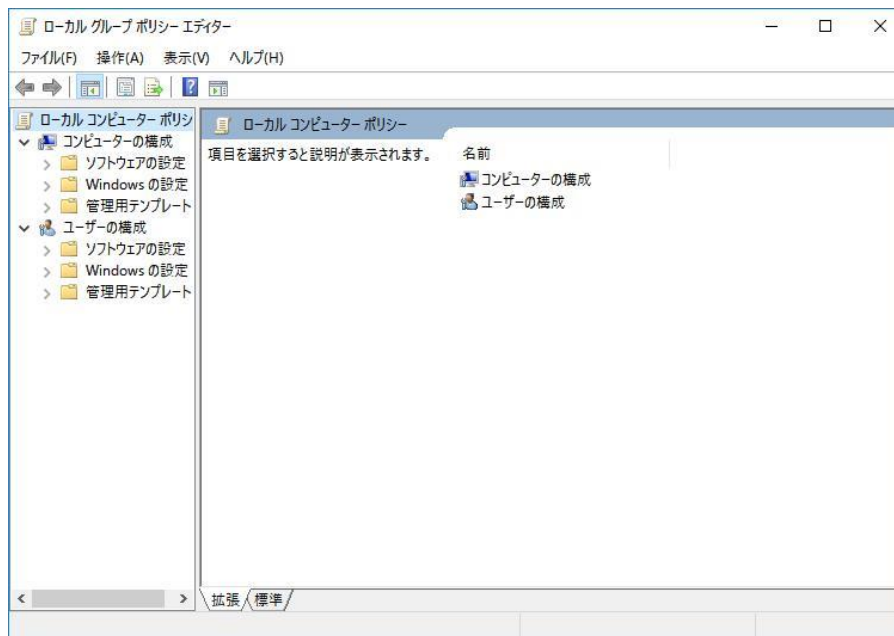 ローカル グループ ポリシー エディター
ファイル(F) 操作(A) 表示(V) ヘルプ(H)
ローカル コンピューター ポリシ
コンピューターの構成
ソフトウェアの設定
Windows の設定
管理用テンプレート
ユーザーの構成
ソフトウェアの設定
Windows の設定
管理用テンプレート
ローカル コンピューター ポリシー
項目を選択すると説明が表示されます。
名前
コンピューターの構成
ユーザーの構成
拡張 標準